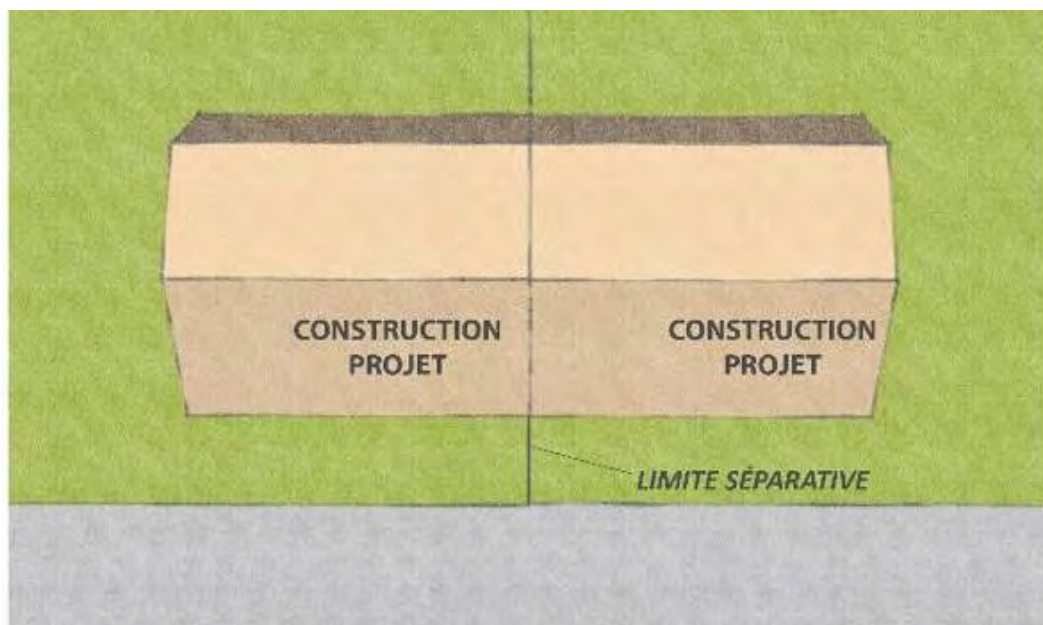 CONSTRUCTION
PROJET
CONSTRUCTION
PROJET
LIMITE SÉPARATIVE